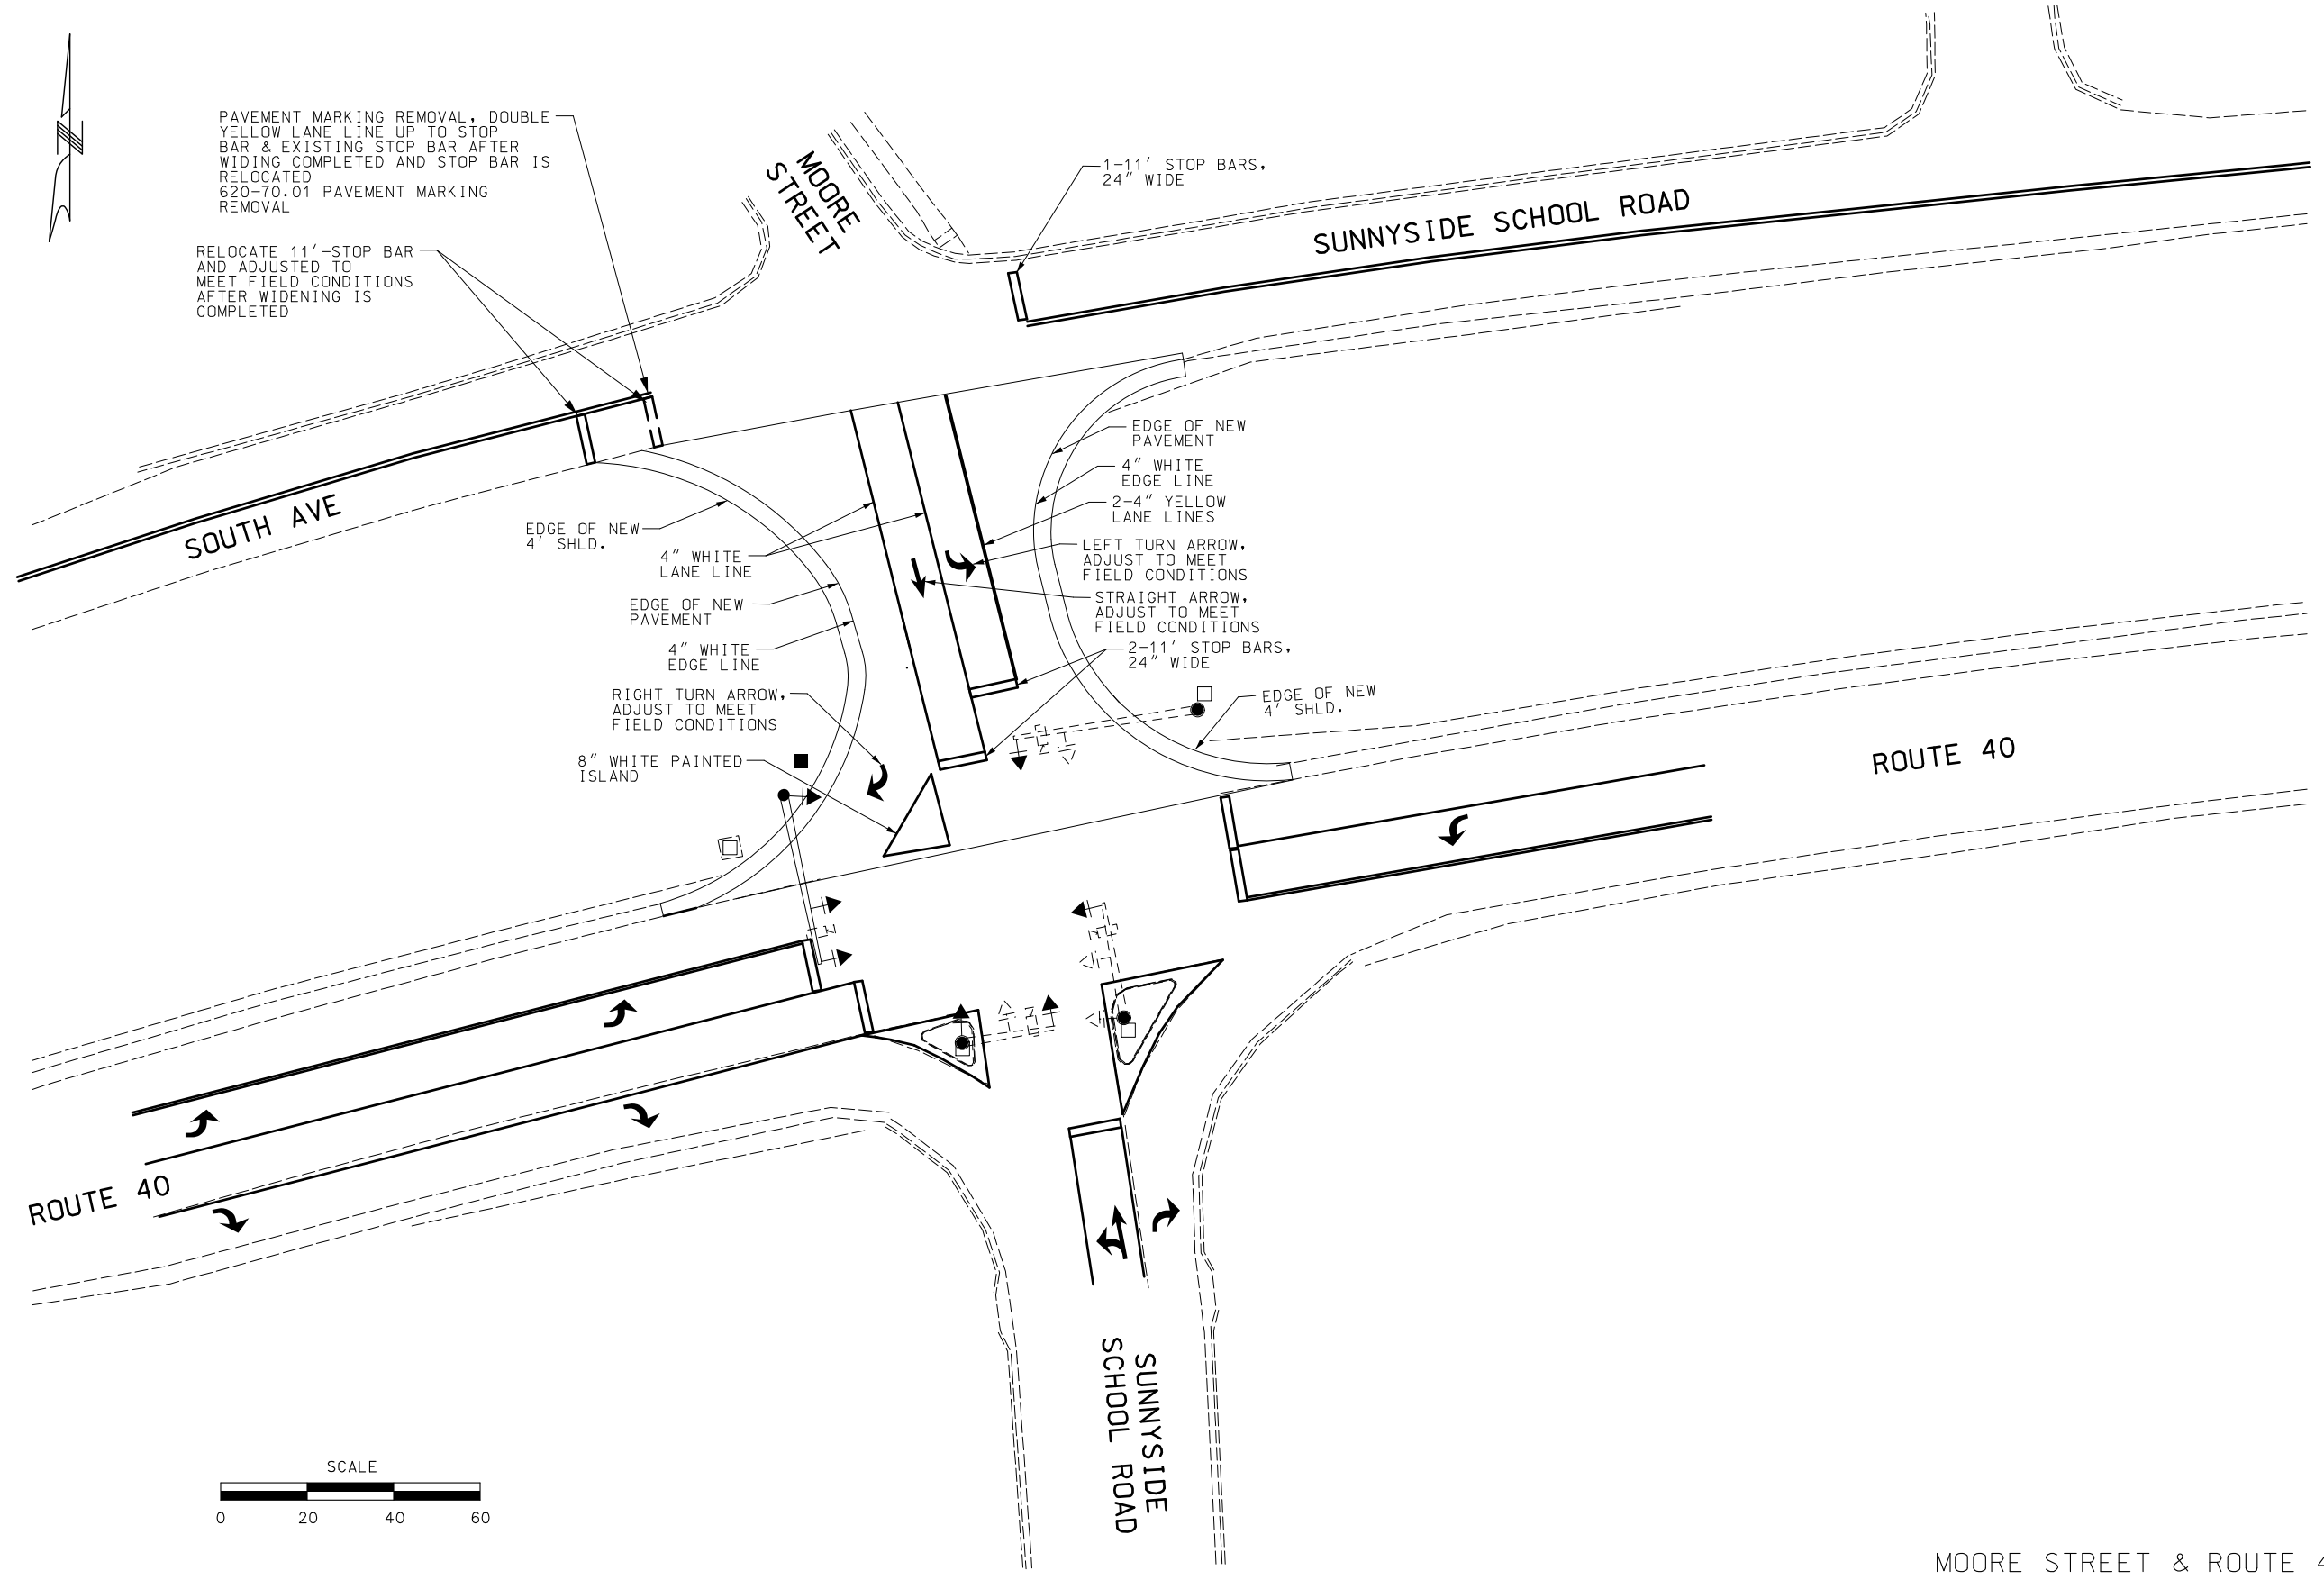 PAVEMENT MARKING REMOVAL, DOUBLE
YELLOW LANE LINE UP TO STOP
BAR & EXISTING STOP BAR AFTER
WIDING COMPLETED AND STOP BAR IS
RELOCATED
620-70.01 PAVEMENT MARKING
REMOVAL
RELOCATE 11'-STOP BAR
AND ADJUSTED TO
MEET FIELD CONDITIONS
AFTER WIDENING IS
COMPLETED
N
MOORE
STREET
1-11' STOP BARS,
24" WIDE
SUNNYSIDE SCHOOL ROAD
SOUTH AVE
EDGE OF NEW
4' SHLD.
4" WHITE
LANE LINE
EDGE OF NEW
PAVEMENT
4" WHITE
EDGE LINE
RIGHT TURN ARROW,
ADJUST TO MEET
FIELD CONDITIONS
8" WHITE PAINTED
ISLAND
EDGE OF NEW
PAVEMENT
4" WHITE
EDGE LINE
2-4" YELLOW
LANE LINES
LEFT TURN ARROW,
ADJUST TO MEET
FIELD CONDITIONS
STRAIGHT ARROW,
ADJUST TO MEET
FIELD CONDITIONS
2-11' STOP BARS,
24" WIDE
EDGE OF NEW
4' SHLD.
ROUTE 40
ROUTE 40
SUNNYSIDE
SCHOOL ROAD
SCALE
0 20 40 60
MOORE STREET & ROUTE 4